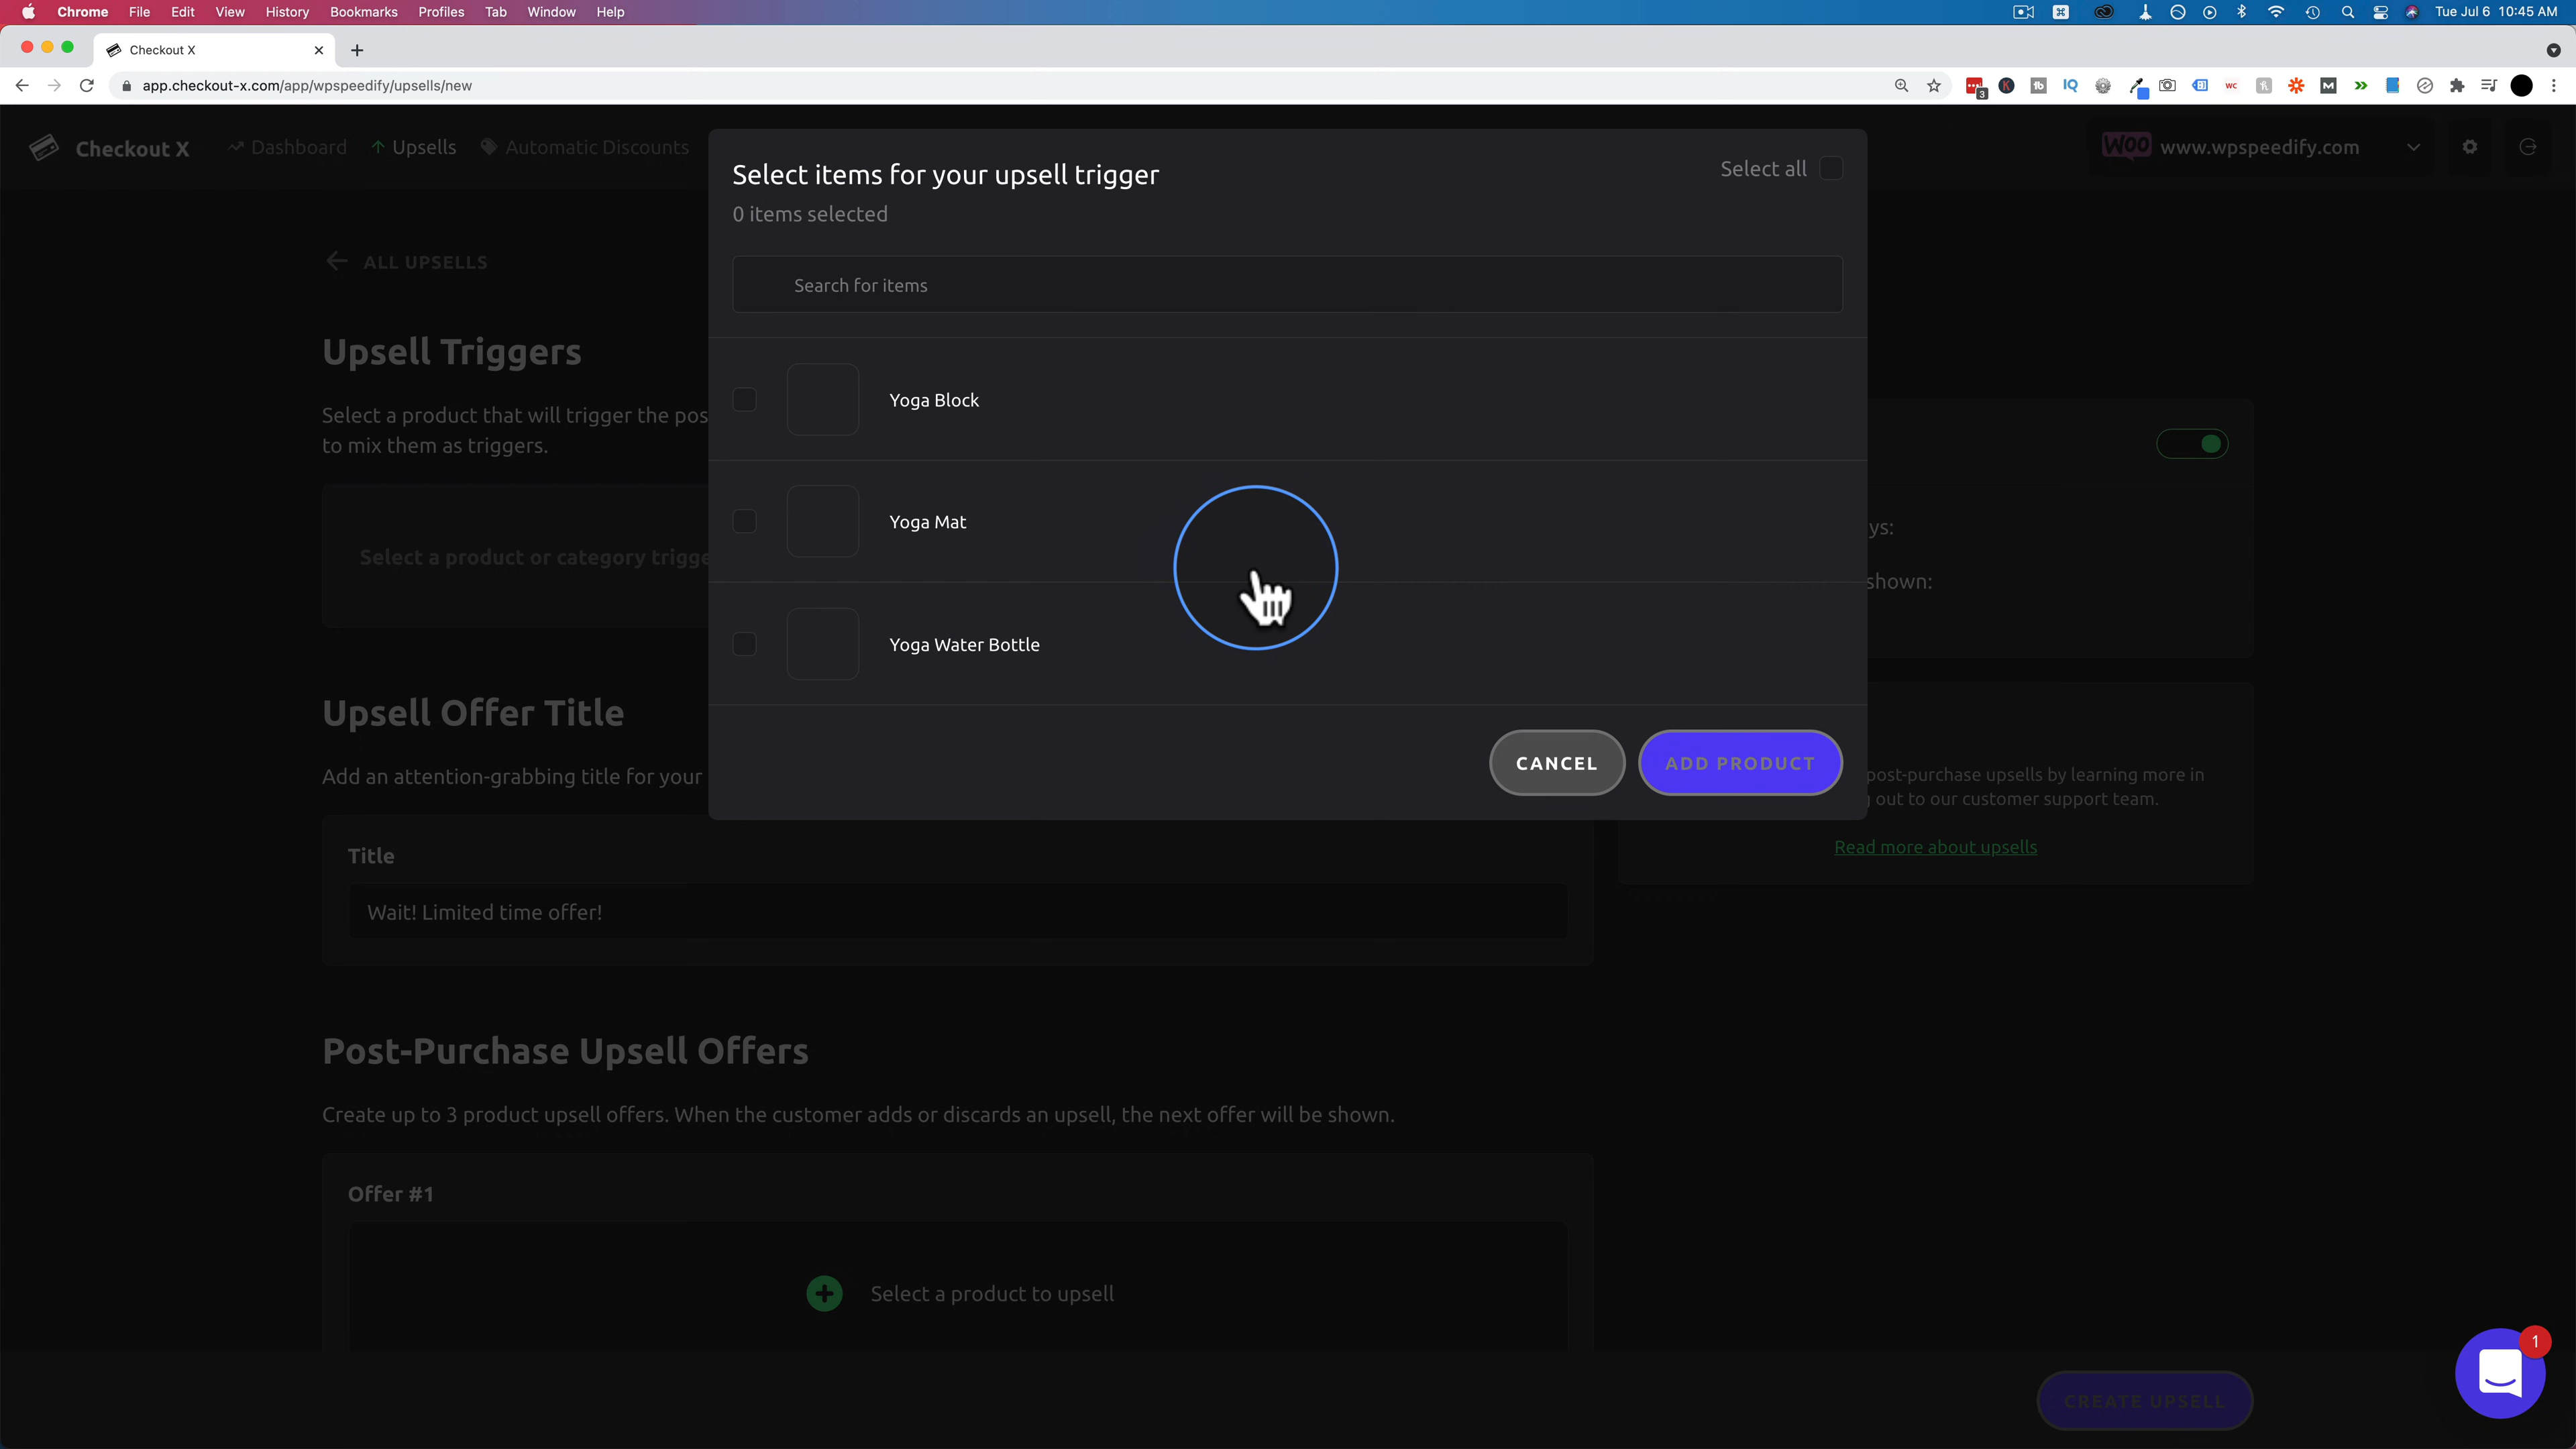 Chrome File Edit View History Bookmarks Profiles Tab Window Help
Tue Jul 6 10:45 AM
Checkout X
app.checkout-x.com/app/wpspeedify/upsells/new
3
IQ
wc
Checkout X
Dashboard
Upsells
Automatic Discounts
Woo
www.wpspeedify.com
Select items for your upsell trigger
Select all
0 items selected
Search for items
Yoga Block
Yoga Mat
Yoga Water Bottle
CANCEL
ADD PRODUCT
ALL UPSELLS
Upsell Triggers
Select a product that will trigger the pos
to mix them as triggers.
Select a product or category trigge
ys:
shown:
Upsell Offer Title
Add an attention-grabbing title for your
Title
Wait! Limited time offer!
post-purchase upsells by learning more in
out to our customer support team.
Read more about upsells
Post-Purchase Upsell Offers
Create up to 3 product upsell offers. When the customer adds or discards an upsell, the next offer will be shown.
Offer #1
Select a product to upsell
1
CREATE UPSELL